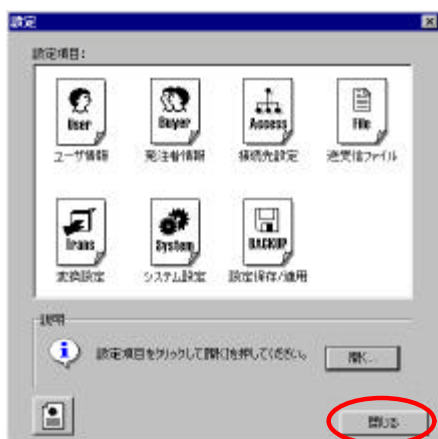 設定
設定項目:
User Buyer Access File
ユーザ情報 発注者情報 接続先設定 送受信ファイル
Trans System BACKUP
変換設定 システム設定 設定保存/適用
説明
設定項目をクリックして[開く]を押してください。 開く...
閉じる